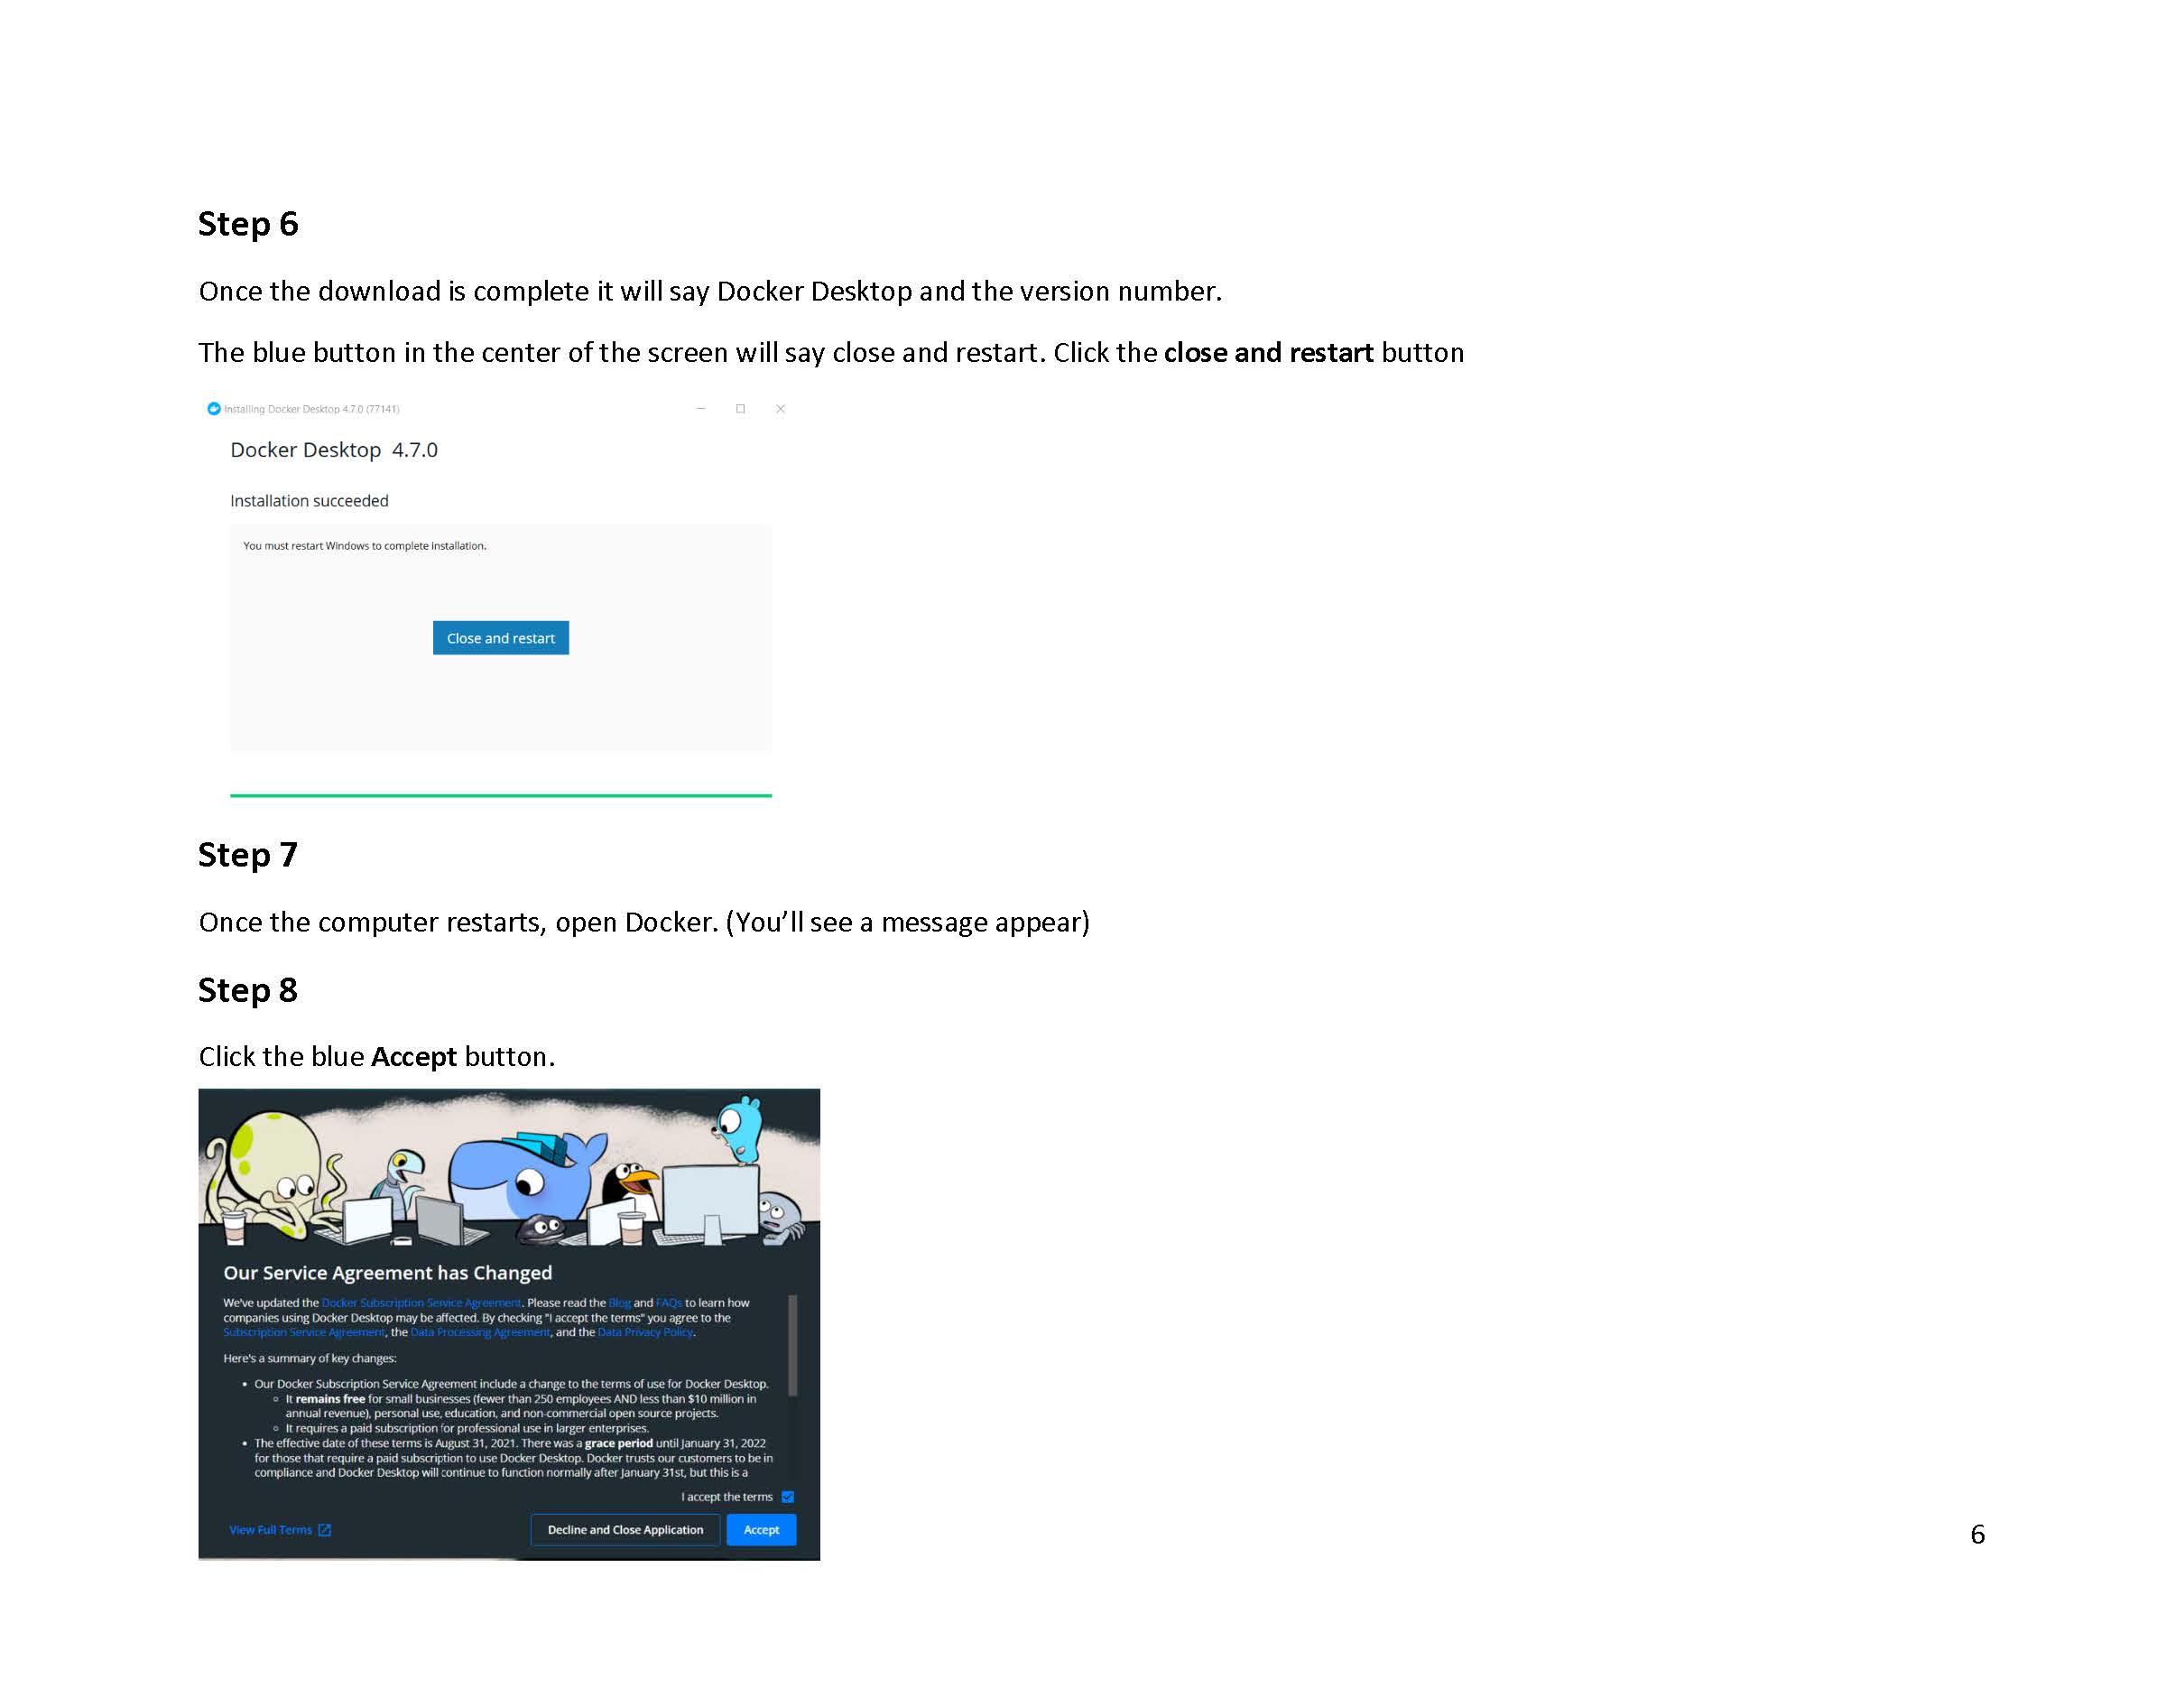 Step 6
Once the download is complete it will say Docker Desktop and the version number.
The blue button in the center of the screen will say close and restart. Click the close and restart button
Installing Docker Desktop 4.7.0 (77141)
Docker Desktop 4.7.0
Installation succeeded
You must restart Windows to complete installation.
Close and restart
Step 7
Once the computer restarts, open Docker. (You’ll see a message appear)
Step 8
Click the blue Accept button.
Our Service Agreement has Changed
We've updated the Docker Subscription Service Agreement. Please read the Blog and FAQs to learn how
companies using Docker Desktop may be affected. By checking "I accept the terms" you agree to the
Subscription Service Agreement, the Data Processing Agreement, and the Data Privacy Policy.
Here's a summary of key changes:
• Our Docker Subscription Service Agreement include a change to the terms of use for Docker Desktop.
◦ It remains free for small businesses (fewer than 250 employees AND less than $10 million in
annual revenue), personal use, education, and non-commercial open source projects.
◦ It requires a paid subscription for professional use in larger enterprises.
• The effective date of these terms is August 31, 2021. There was a grace period until January 31, 2022
for those that require a paid subscription to use Docker Desktop. Docker trusts our customers to be in
compliance and Docker Desktop will continue to function normally after January 31st, but this is a
I accept the terms
View Full Terms
Decline and Close Application
Accept
6